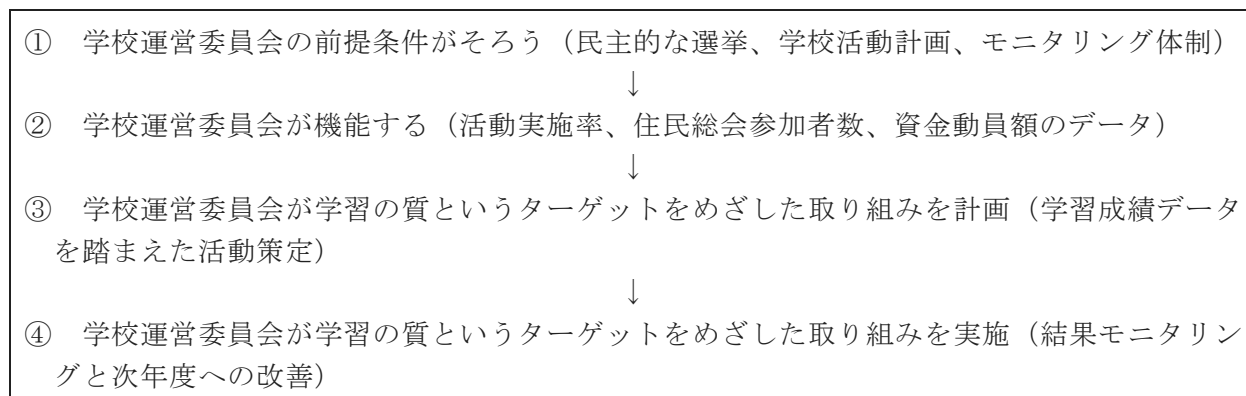 ① 学校運営委員会の前提条件がそろう（民主的な選挙、学校活動計画、モニタリング体制）
↓
② 学校運営委員会が機能する（活動実施率、住民総会参加者数、資金動員額のデータ）
↓
③ 学校運営委員会が学習の質というターゲットをめざした取り組みを計画（学習成績データ
を踏まえた活動策定）
↓
④ 学校運営委員会が学習の質というターゲットをめざした取り組みを実施（結果モニタリン
グと次年度への改善）